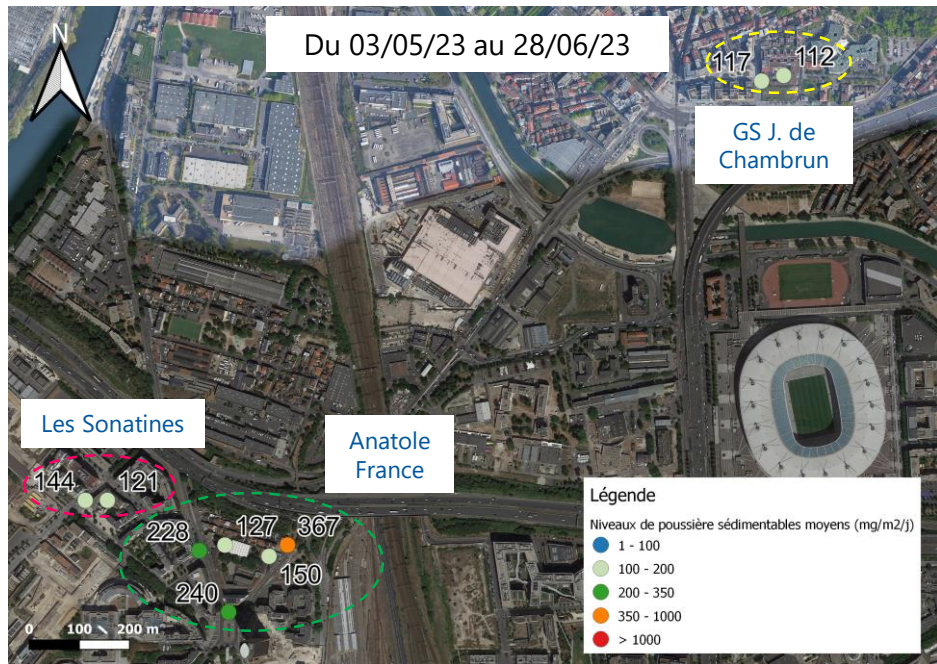 N
Du 03/05/23 au 28/06/23
117
112
GS J. de
Chambrun
Les Sonatines
Anatole
France
144
121
228
127
367
150
240
0
100
200 m
Légende
Niveaux de poussière sédimentables moyens (mg/m2/j)
1 - 100
100 - 200
200 - 350
350 - 1000
> 1000